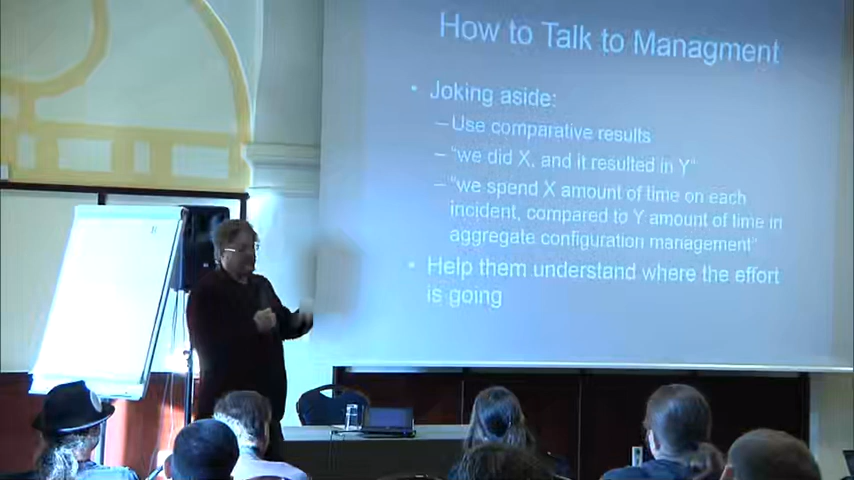 How to Talk to Managment
• Joking aside:
– Use comparative results
– "we did X, and it resulted in Y"
– "we spend X amount of time on each
incident, compared to Y amount of time in
aggregate configuration management"
• Help them understand where the effort
is going